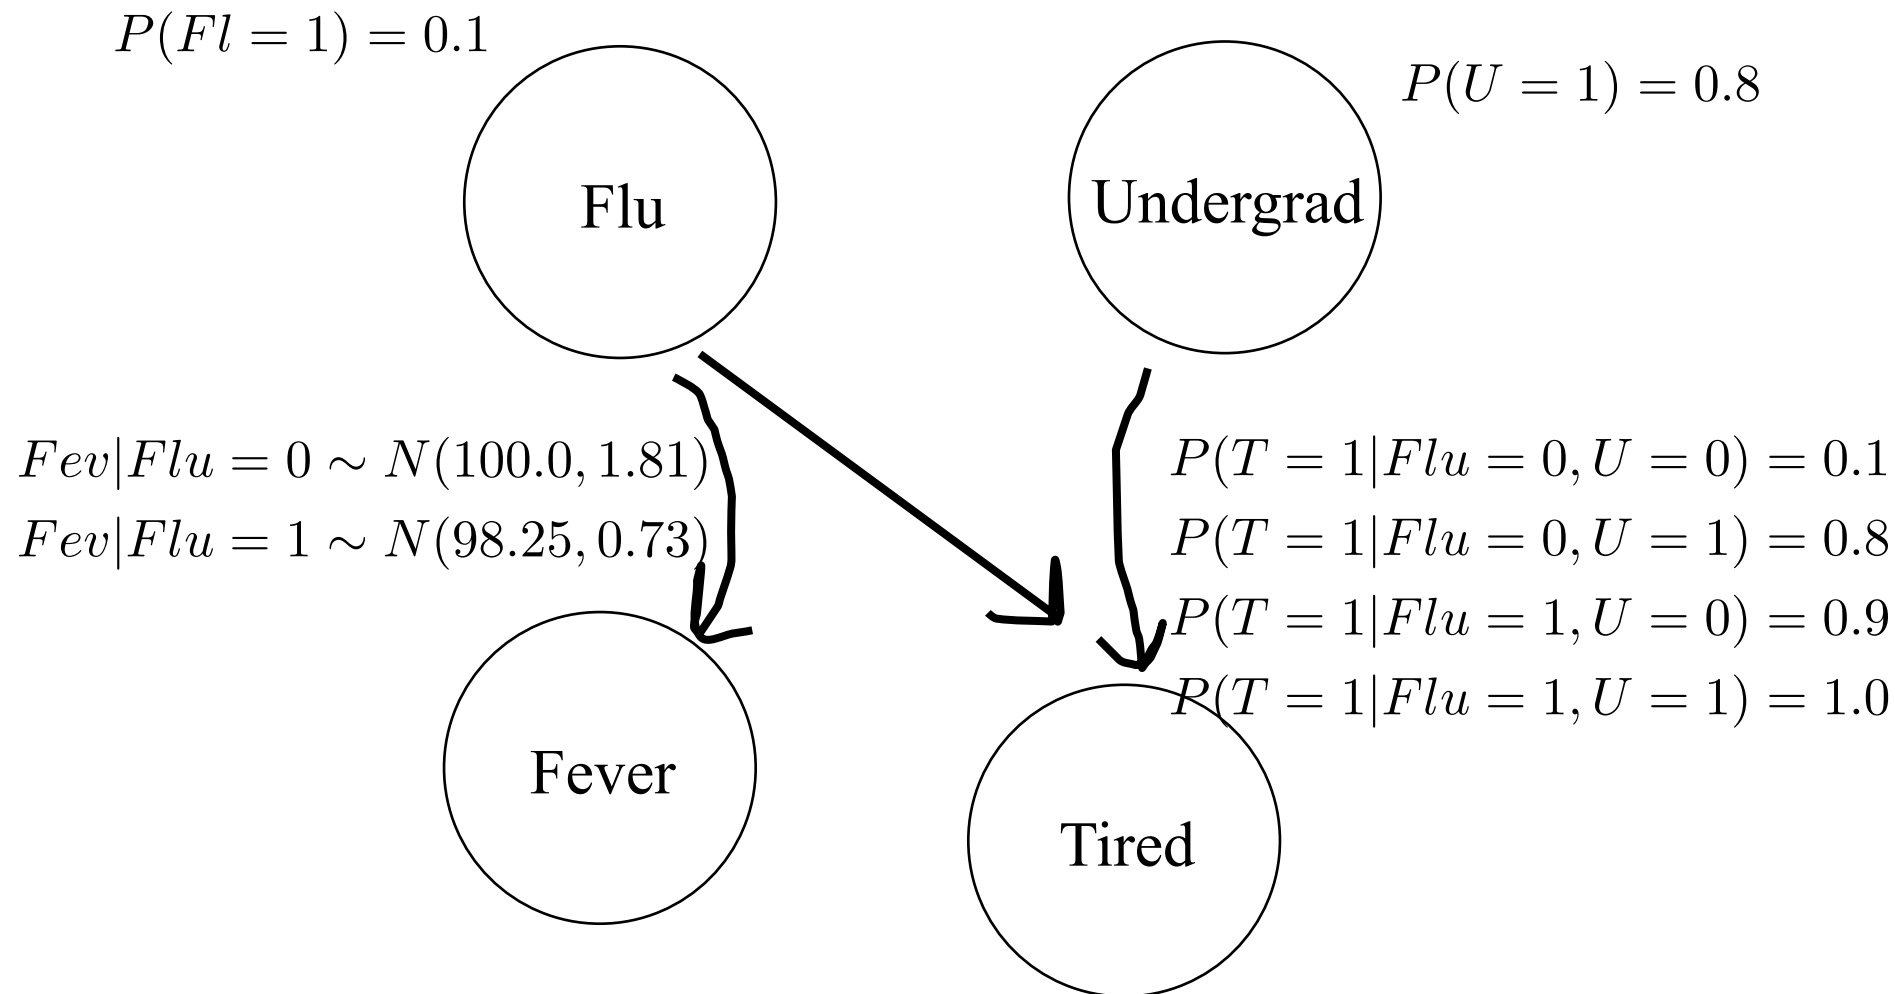 P(Fl = 1) = 0.1
P(U = 1) = 0.8
Flu
Undergrad
Fev|Flu = 0 ∼ N(100.0, 1.81)
Fev|Flu = 1 ∼ N(98.25, 0.73)
P(T = 1|Flu = 0, U = 0) = 0.1
P(T = 1|Flu = 0, U = 1) = 0.8
P(T = 1|Flu = 1, U = 0) = 0.9
P(T = 1|Flu = 1, U = 1) = 1.0
Fever
Tired